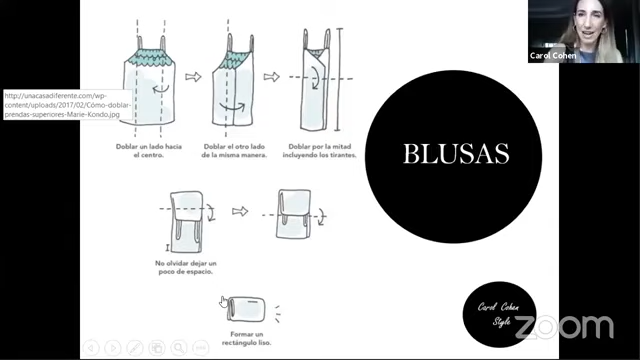 Carol Cohen
http://unacasadiferente.com/wp-
content/uploads/2017/02/Cómo-doblar-
prendas-superiores-Marie-Kondo.jpg
Doblar un lado hacia
el centro.
Doblar el otro lado
de la misma manera.
Doblar por la mitad
incluyendo los tirantes.
BLUSAS
No olvidar dejar un
poco de espacio.
Formar un
rectángulo liso.
Carol Cohen
Style
zoom